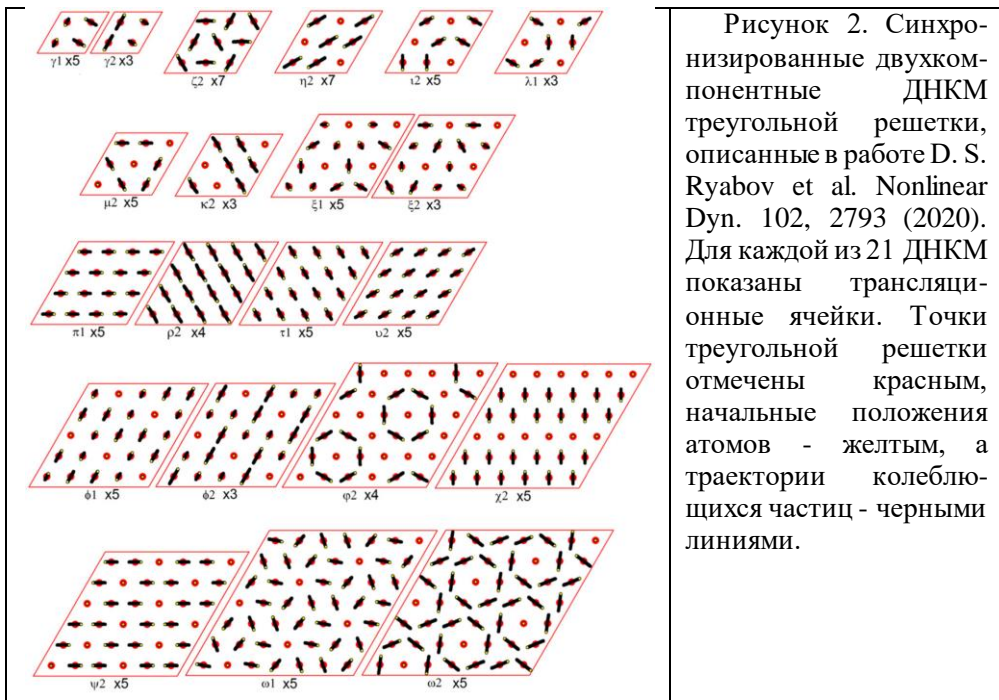 γ1 x5 γ2 x3 ζ2 x7 η2 x7 ι2 x5 λ1 x3
μ2 x5 κ2 x3 ξ1 x5 ξ2 x3
π1 x5 ρ2 x4 τ1 x5 υ2 x5
ϕ1 x5 ϕ2 x3 φ2 x4 χ2 x5
ψ2 x5 ω1 x5 ω2 x5
Рисунок 2. Синхро-
низированные двухком-
понентные ДНКМ
треугольной решетки,
описанные в работе D. S.
Ryabov et al. Nonlinear
Dyn. 102, 2793 (2020).
Для каждой из 21 ДНКМ
показаны трансляци-
онные ячейки. Точки
треугольной решетки
отмечены красным,
начальные положения
атомов - желтым, а
траектории колеблю-
щихся частиц - черными
линиями.